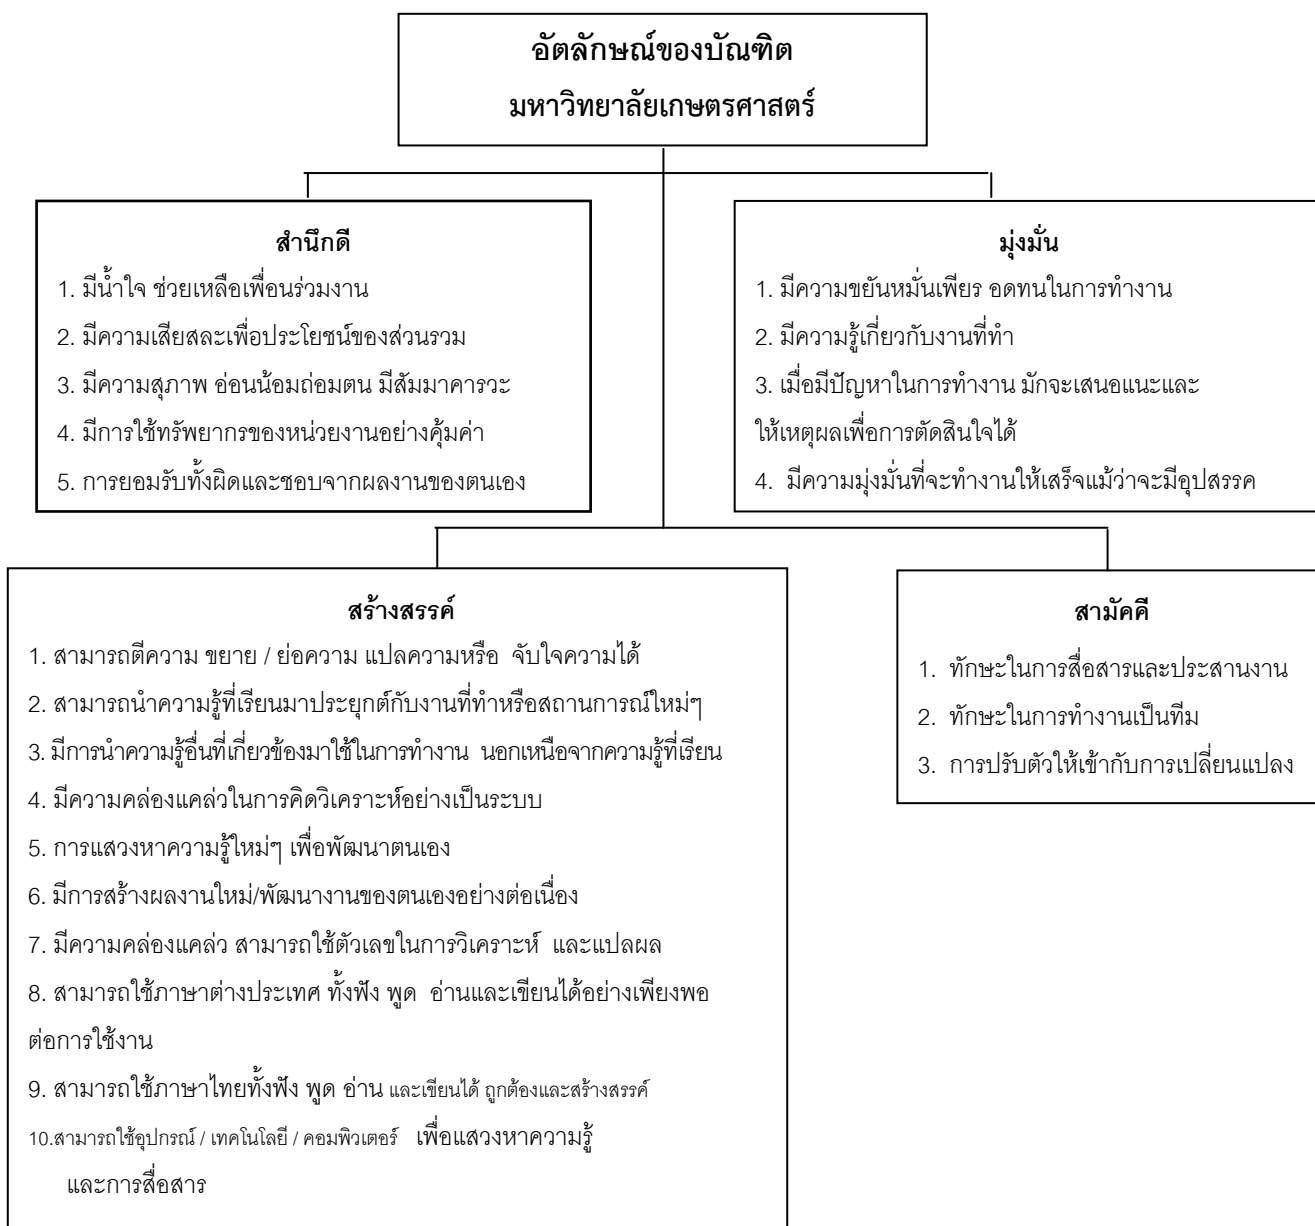 อัตลักษณ์ของบัณฑิต
มหาวิทยาลัยเกษตรศาสตร์
สำนึกดี
1. มีน้ำใจ ช่วยเหลือเพื่อนร่วมงาน
2. มีความเสียสละเพื่อประโยชน์ของส่วนรวม
3. มีความสุภาพ อ่อนน้อมถ่อมตน มีสัมมาคารวะ
4. มีการใช้ทรัพยากรของหน่วยงานอย่างคุ้มค่า
5. การยอมรับทั้งผิดและชอบจากผลงานของตนเอง
มุ่งมั่น
1. มีความขยันหมั่นเพียร อดทนในการทำงาน
2. มีความรู้เกี่ยวกับงานที่ทำ
3. เมื่อมีปัญหาในการทำงาน มักจะเสนอแนะและ
ให้เหตุผลเพื่อการตัดสินใจได้
4. มีความมุ่งมั่นที่จะทำงานให้เสร็จแม้ว่าจะมีอุปสรรค
สร้างสรรค์
1. สามารถตีความ ขยาย / ย่อความ แปลความหรือ จับใจความได้
2. สามารถนำความรู้ที่เรียนมาประยุกต์กับงานที่ทำหรือสถานการณ์ใหม่ๆ
3. มีการนำความรู้อื่นที่เกี่ยวข้องมาใช้ในการทำงาน นอกเหนือจากความรู้ที่เรียน
4. มีความคล่องแคล่วในการคิดวิเคราะห์อย่างเป็นระบบ
5. การแสวงหาความรู้ใหม่ๆ เพื่อพัฒนาตนเอง
6. มีการสร้างผลงานใหม่/พัฒนางานของตนเองอย่างต่อเนื่อง
7. มีความคล่องแคล่ว สามารถใช้ตัวเลขในการวิเคราะห์ และแปลผล
8. สามารถใช้ภาษาต่างประเทศ ทั้งฟัง พูด อ่านและเขียนได้อย่างเพียงพอ
ต่อการใช้งาน
9. สามารถใช้ภาษาไทยทั้งฟัง พูด อ่าน และเขียนได้ ถูกต้องและสร้างสรรค์
10.สามารถใช้อุปกรณ์ / เทคโนโลยี / คอมพิวเตอร์ เพื่อแสวงหาความรู้
และการสื่อสาร
สามัคคี
1. ทักษะในการสื่อสารและประสานงาน
2. ทักษะในการทำงานเป็นทีม
3. การปรับตัวให้เข้ากับการเปลี่ยนแปลง